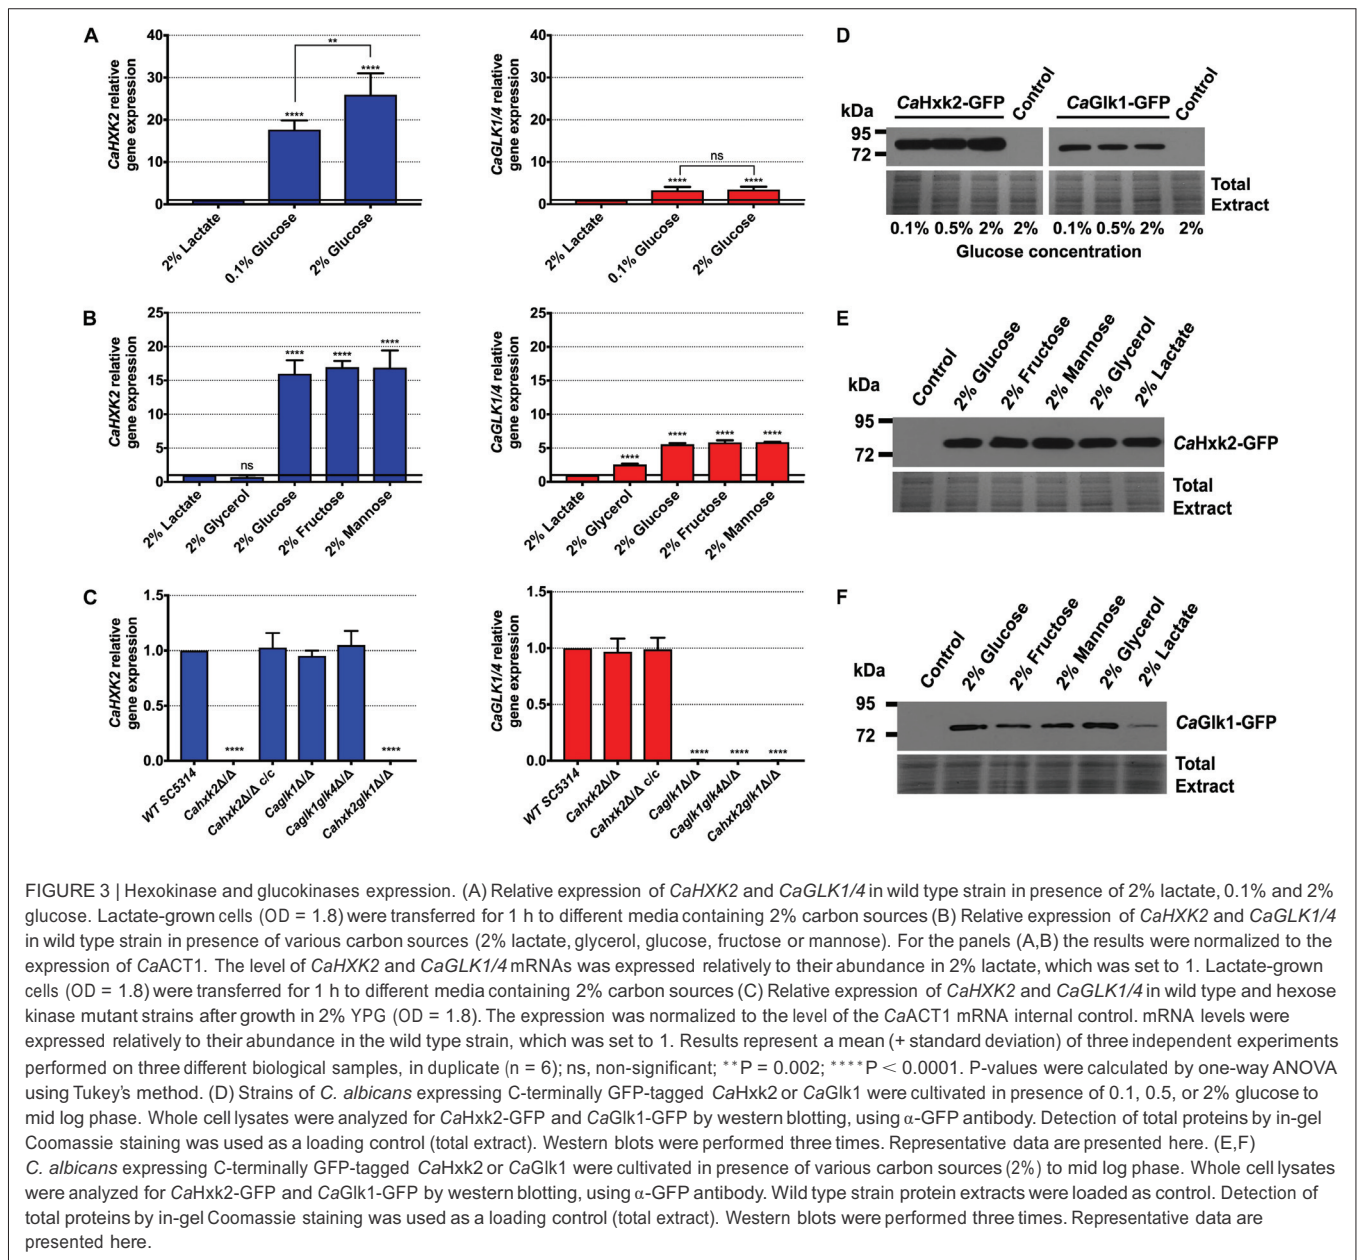 A
CaHXK2 relative
gene expression
40
30
20
10
0
**
****
****
2% Lactate
0.1% Glucose
2% Glucose
CaGLK1/4 relative
gene expression
40
30
20
10
0
ns
****
****
2% Lactate
0.1% Glucose
2% Glucose
D
kDa
CaHxk2-GFP
Control
CaGlk1-GFP
Control
95
72
Total
Extract
0.1% 0.5% 2% 2% 0.1% 0.5% 2% 2%
Glucose concentration
B
CaHXK2 relative
gene expression
25
20
15
10
5
0
ns
****
****
****
2% Lactate
2% Glycerol
2% Glucose
2% Fructose
2% Mannose
CaGLK1/4 relative
gene expression
25
20
15
10
5
0
****
****
****
****
2% Lactate
2% Glycerol
2% Glucose
2% Fructose
2% Mannose
E
kDa
Control
2% Glucose
2% Fructose
2% Mannose
2% Glycerol
2% Lactate
95
72
CaHxk2-GFP
Total
Extract
C
CaHXK2 relative
gene expression
1.5
1.0
0.5
0.0
****
****
WT SC5314
Cahxk2Δ/Δ
Cahxk2Δ/Δ c/c
Caglk1Δ/Δ
Caglk1glk4Δ/Δ
Cahxk2glk1Δ/Δ
CaGLK1/4 relative
gene expression
1.5
1.0
0.5
0.0
****
****
****
WT SC5314
Cahxk2Δ/Δ
Cahxk2Δ/Δ c/c
Caglk1Δ/Δ
Caglk1glk4Δ/Δ
Cahxk2glk1Δ/Δ
F
kDa
Control
2% Glucose
2% Fructose
2% Mannose
2% Glycerol
2% Lactate
95
72
CaGlk1-GFP
Total
Extract
FIGURE 3 | Hexokinase and glucokinases expression. (A) Relative expression of CaHXK2 and CaGLK1/4 in wild type strain in presence of 2% lactate, 0.1% and 2%
glucose. Lactate-grown cells (OD = 1.8) were transferred for 1 h to different media containing 2% carbon sources (B) Relative expression of CaHXK2 and CaGLK1/4
in wild type strain in presence of various carbon sources (2% lactate, glycerol, glucose, fructose or mannose). For the panels (A,B) the results were normalized to the
expression of CaACT1. The level of CaHXK2 and CaGLK1/4 mRNAs was expressed relatively to their abundance in 2% lactate, which was set to 1. Lactate-grown
cells (OD = 1.8) were transferred for 1 h to different media containing 2% carbon sources (C) Relative expression of CaHXK2 and CaGLK1/4 in wild type and hexose
kinase mutant strains after growth in 2% YPG (OD = 1.8). The expression was normalized to the level of the CaACT1 mRNA internal control. mRNA levels were
expressed relatively to their abundance in the wild type strain, which was set to 1. Results represent a mean (+ standard deviation) of three independent experiments
performed on three different biological samples, in duplicate (n = 6); ns, non-significant; **P = 0.002; ****P < 0.0001. P-values were calculated by one-way ANOVA
using Tukey's method. (D) Strains of C. albicans expressing C-terminally GFP-tagged CaHxk2 or CaGlk1 were cultivated in presence of 0.1, 0.5, or 2% glucose to
mid log phase. Whole cell lysates were analyzed for CaHxk2-GFP and CaGlk1-GFP by western blotting, using α-GFP antibody. Detection of total proteins by in-gel
Coomassie staining was used as a loading control (total extract). Western blots were performed three times. Representative data are presented here. (E,F)
C. albicans expressing C-terminally GFP-tagged CaHxk2 or CaGlk1 were cultivated in presence of various carbon sources (2%) to mid log phase. Whole cell lysates
were analyzed for CaHxk2-GFP and CaGlk1-GFP by western blotting, using α-GFP antibody. Wild type strain protein extracts were loaded as control. Detection of
total proteins by in-gel Coomassie staining was used as a loading control (total extract). Western blots were performed three times. Representative data are
presented here.